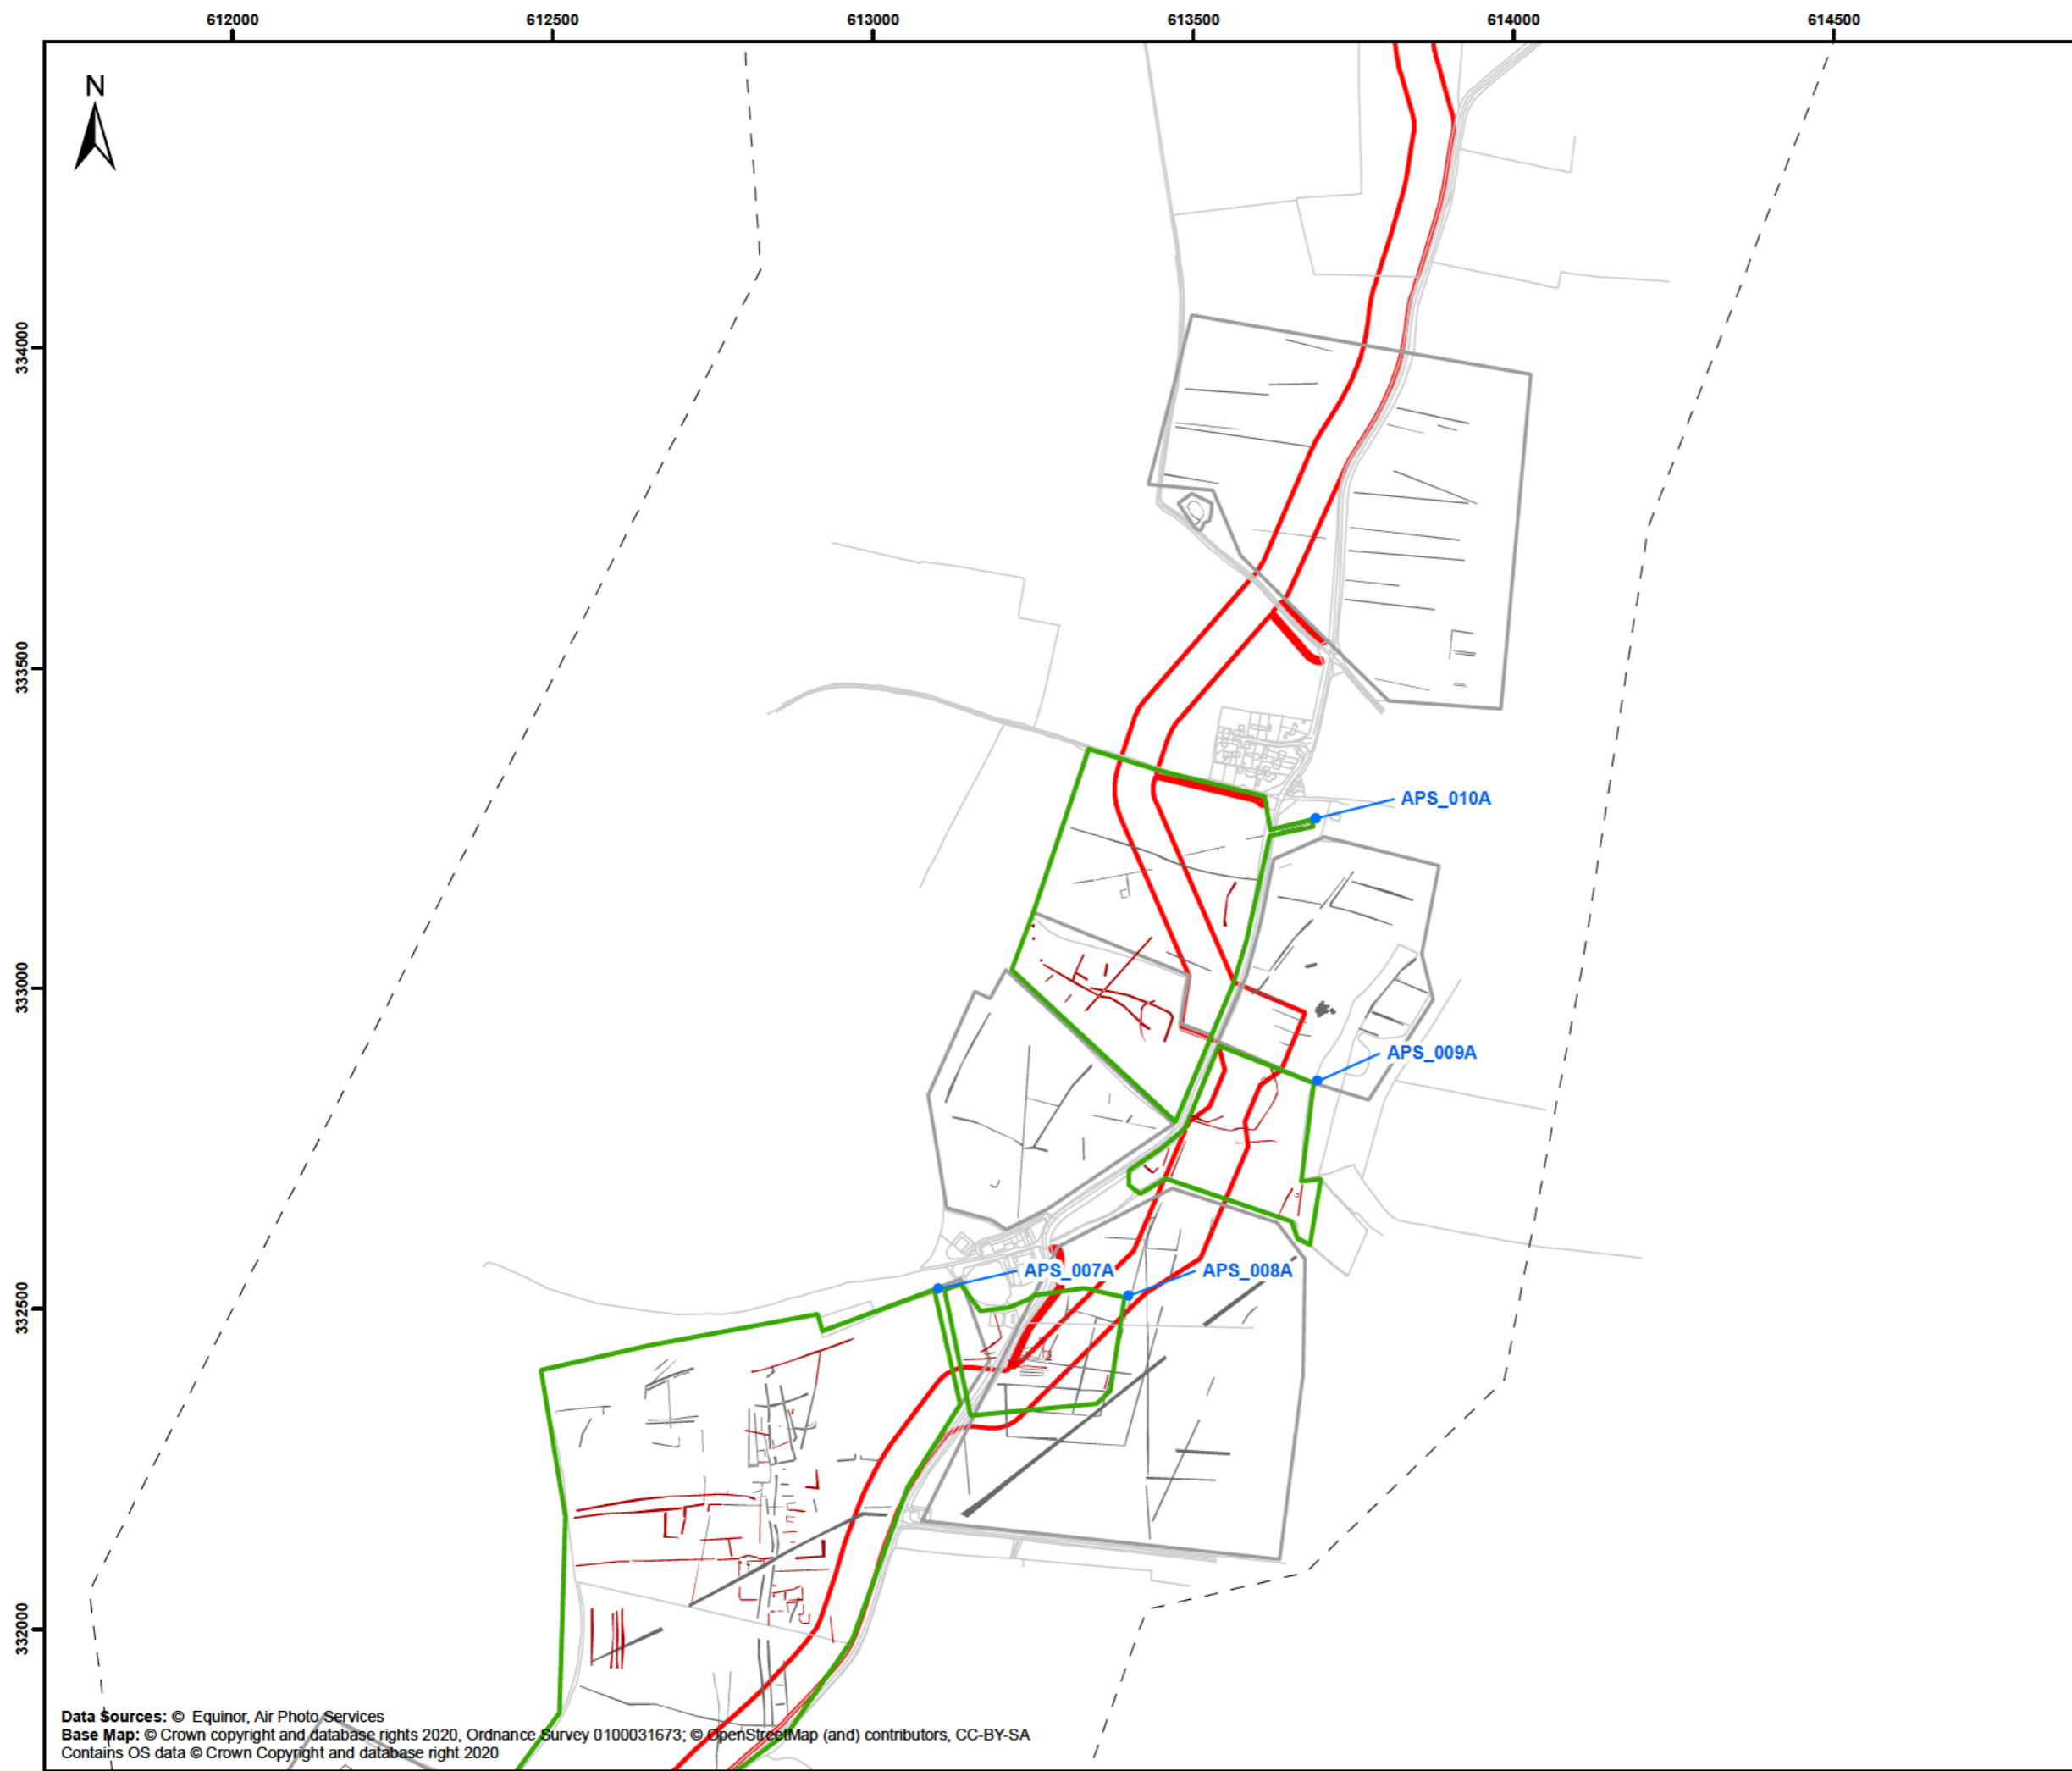 612000 612500 613000 613500 614000 614500
N
334000
333500
APS_010A
333000
APS_009A
APS_007A
APS_008A
332500
332000
Data Sources: © Equinor, Air Photo Services
Base Map: © Crown copyright and database rights 2020, Ordnance Survey 0100031673; © OpenStreetMap (and) contributors, CC-BY-SA
Contains OS data © Crown Copyright and database right 2020